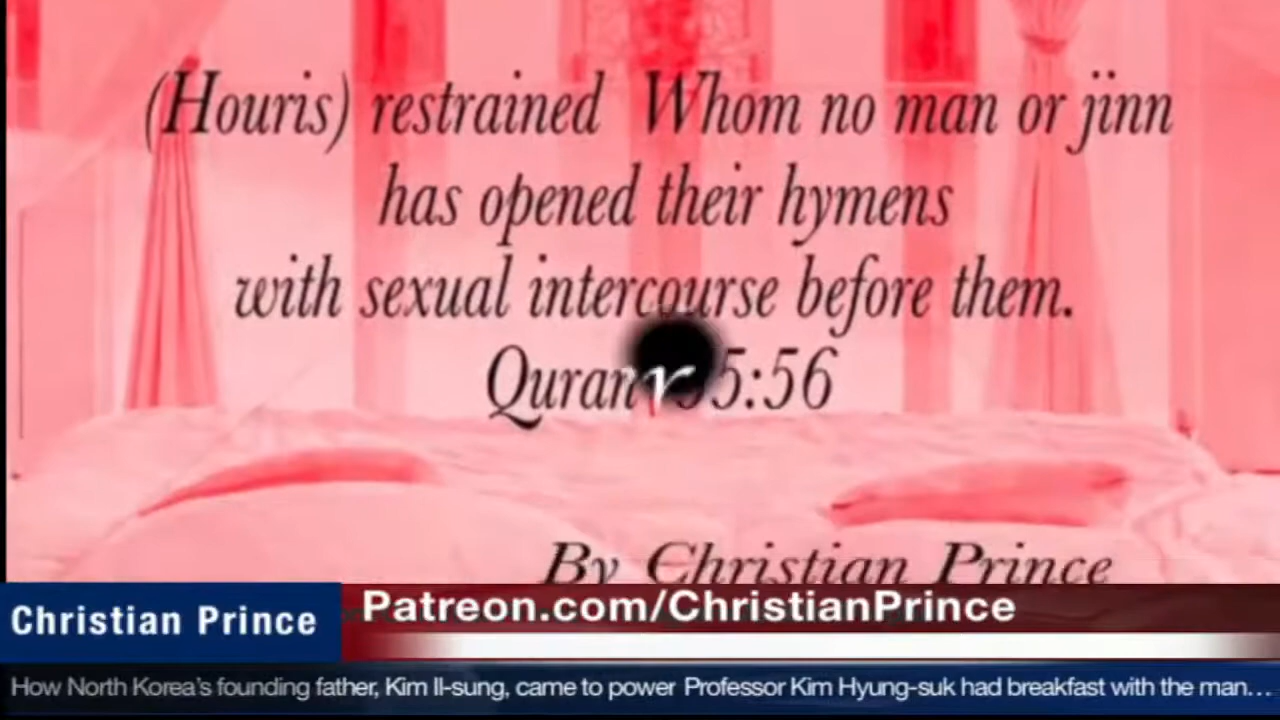 (Houris) restrained Whom no man or jinn
has opened their hymens
with sexual intercourse before them.
Quran 5:56
By Christian Prince
Christian Prince
Patreon.com/ChristianPrince
How North Korea's founding father, Kim Il-sung, came to power Professor Kim Hyung-suk had breakfast with the man...